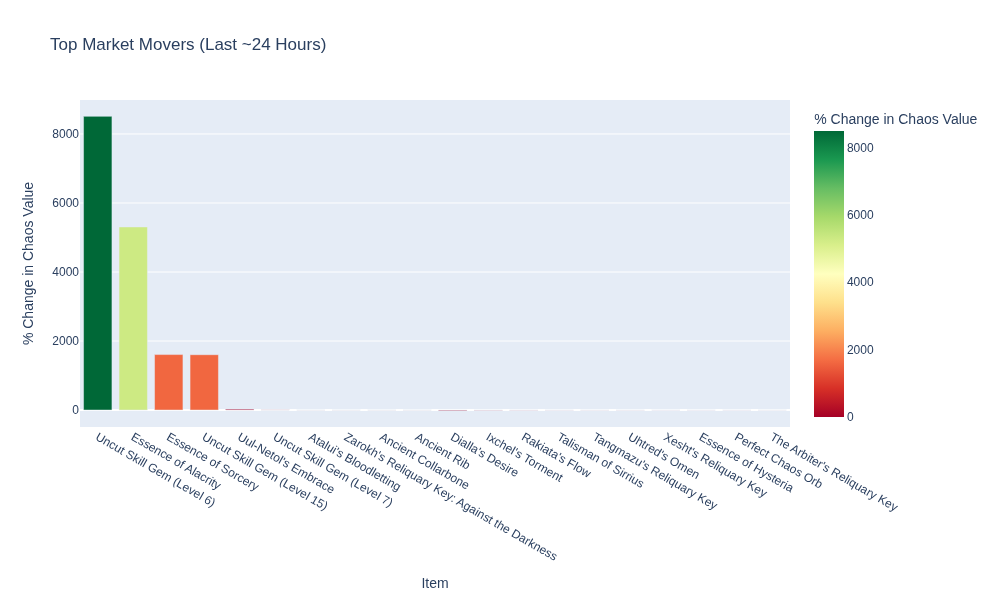 Top Market Movers (Last ~24 Hours)
% Change in Chaos Value
8000
6000
4000
2000
0
% Change in Chaos Value
8000
6000
4000
2000
0
Uncut Skill Gem (Level 6)
Essence of Alacrity
Essence of Sorcery
Uncut Skill Gem (Level 15)
Uul-Netol's Embrace
Uncut Skill Gem (Level 7)
Atalui's Bloodletting
Zarokh's Reliquary Key: Against the Darkness
Ancient Collarbone
Ancient Rib
Dialla's Desire
Ixchel's Torment
Rakiata's Flow
Talisman of Sirrius
Tangmazu's Reliquary Key
Uhtred's Omen
Xesht's Reliquary Key
Essence of Hysteria
Perfect Chaos Orb
The Arbiter's Reliquary Key
Item